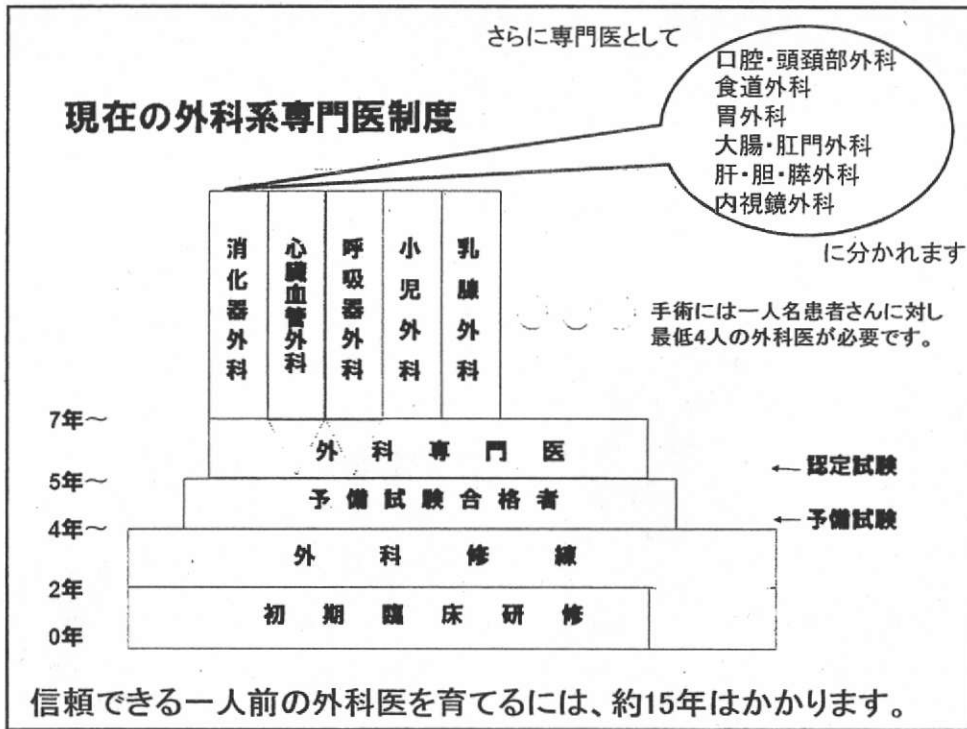 さらに専門医として
口腔・頭頚部外科
食道外科
胃外科
大腸・肛門外科
肝・胆・膵外科
内視鏡外科
に分かれます
現在の外科系専門医制度
消化器外科
心臓血管外科
呼吸器外科
小児外科
乳腺外科
手術には一人名患者さんに対し
最低4人の外科医が必要です。
7年~
外科専門医
←認定試験
5年~
予備試験合格者
←予備試験
4年~
外科修練
2年
初期臨床研修
0年
信頼できる一人前の外科医を育てるには、約15年はかかります。